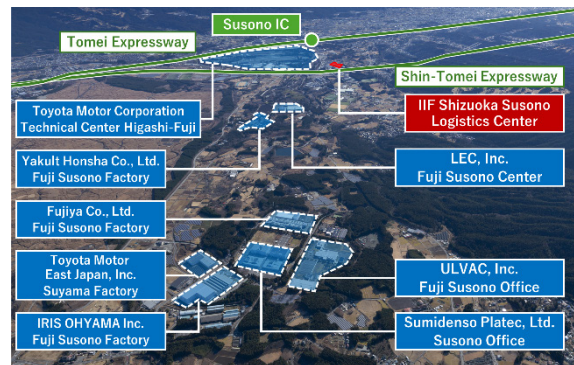 Susono IC
Tomei Expressway
Shin-Tomei Expressway
Toyota Motor Corporation
Technical Center Higashi-Fuji
IIF Shizuoka Susono
Logistics Center
Yakult Honsha Co., Ltd.
Fuji Susono Factory
LEC, Inc.
Fuji Susono Center
Fujiya Co., Ltd.
Fuji Susono Factory
Toyota Motor
East Japan, Inc.
Suyama Factory
ULVAC, Inc.
Fuji Susono Office
IRIS OHYAMA Inc.
Fuji Susono Factory
Sumidenso Platec, Ltd.
Susono Office